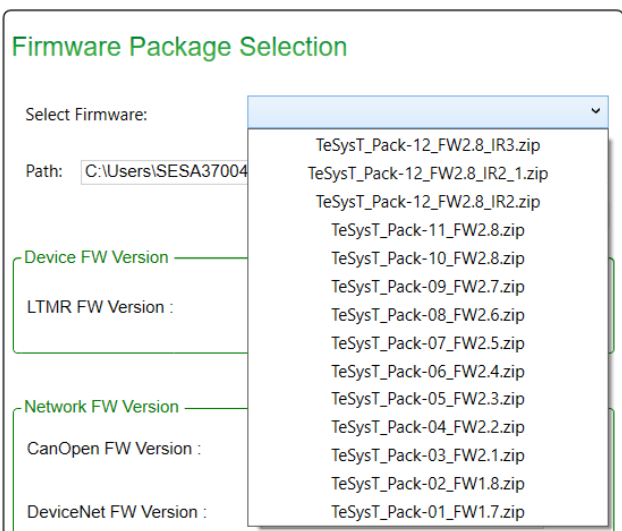 Firmware Package Selection
Select Firmware:
TeSysT_Pack-12_FW2.8_IR3.zip
TeSysT_Pack-12_FW2.8_IR2_1.zip
Path: C:\Users\SESA37004
TeSysT_Pack-12_FW2.8_IR2.zip
TeSysT_Pack-11_FW2.8.zip
Device FW Version
TeSysT_Pack-10_FW2.8.zip
TeSysT_Pack-09_FW2.7.zip
LTMR FW Version :
TeSysT_Pack-08_FW2.6.zip
TeSysT_Pack-07_FW2.5.zip
TeSysT_Pack-06_FW2.4.zip
TeSysT_Pack-05_FW2.3.zip
Network FW Version
TeSysT_Pack-04_FW2.2.zip
CanOpen FW Version :
TeSysT_Pack-03_FW2.1.zip
TeSysT_Pack-02_FW1.8.zip
DeviceNet FW Version :
TeSysT_Pack-01_FW1.7.zip